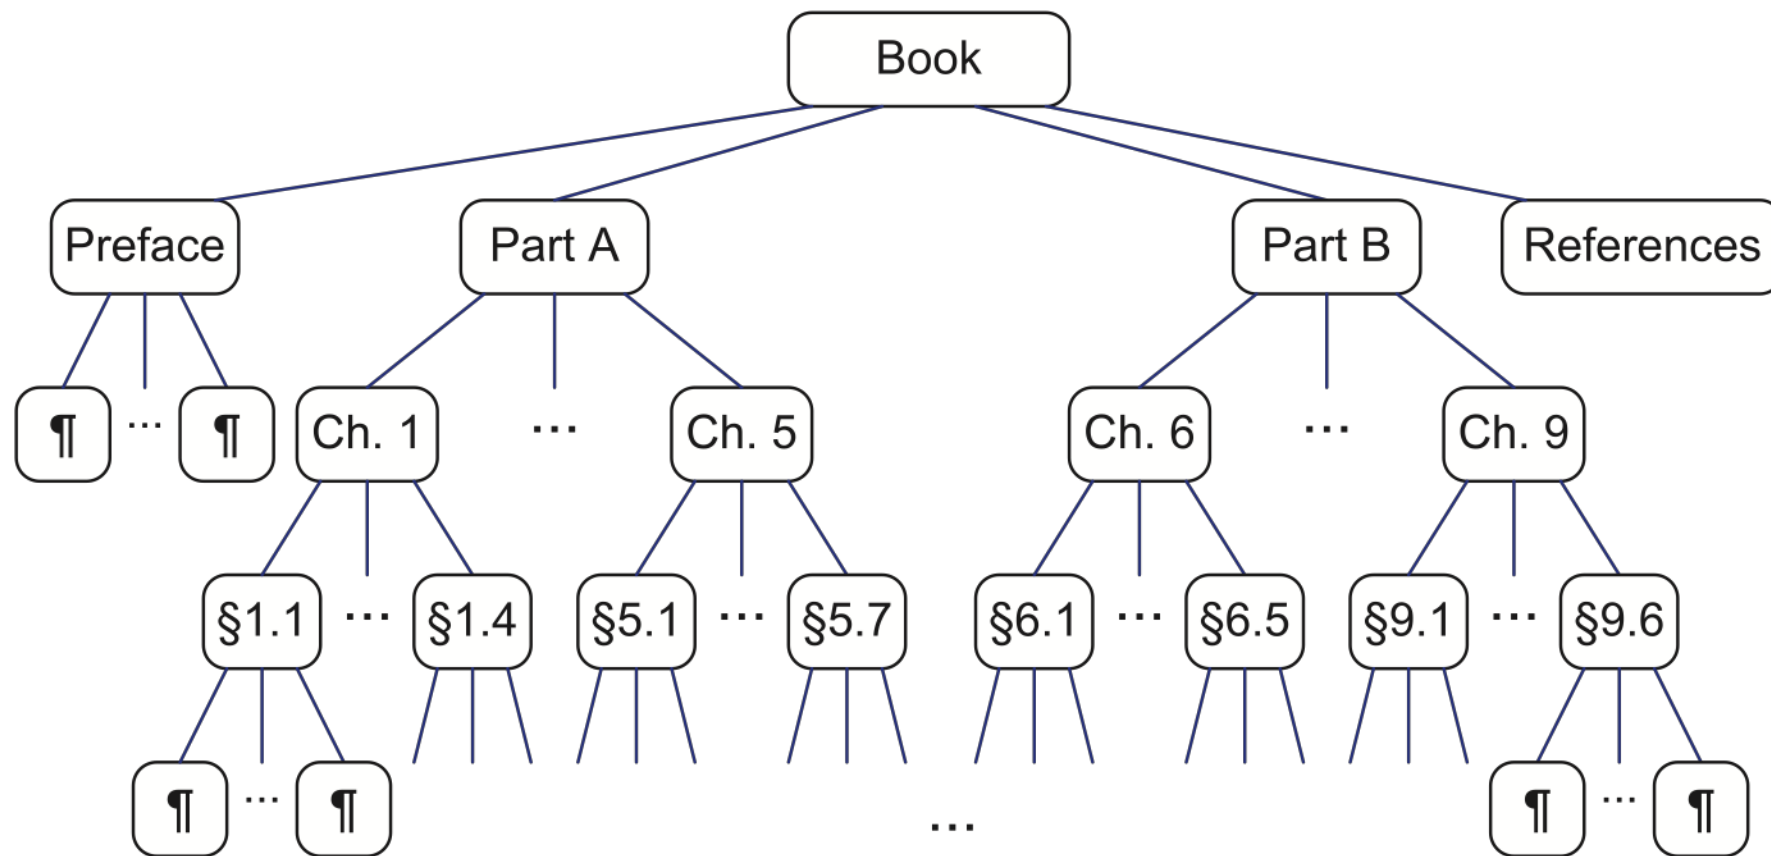 Book
Preface
Part A
Part B
References
¶ ... ¶
Ch. 1 ... Ch. 5
Ch. 6 ... Ch. 9
§1.1 ... §1.4
§5.1 ... §5.7
§6.1 ... §6.5
§9.1 ... §9.6
¶ ... ¶
...
¶ ... ¶